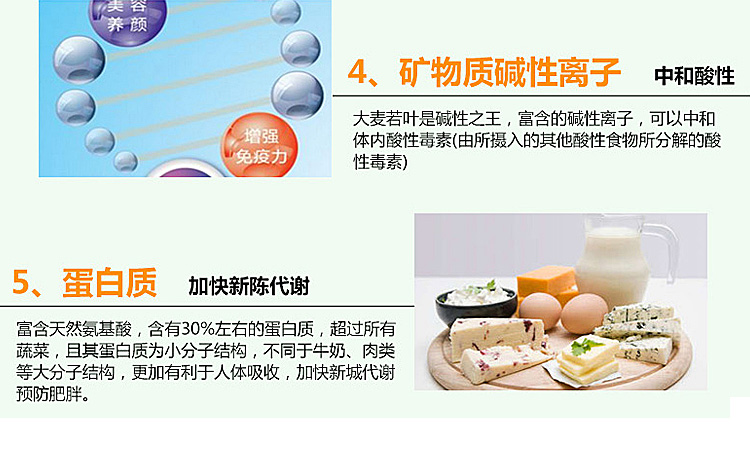 美容
养颜
增强
免疫力
4、矿物质碱性离子 中和酸性
大麦若叶是碱性之王，富含的碱性离子，可以中和
体内酸性毒素(由所摄入的其他酸性食物所分解的酸
性毒素)
5、蛋白质 加快新陈代谢
富含天然氨基酸，含有30%左右的蛋白质，超过所有
蔬菜，且其蛋白质为小分子结构，不同于牛奶、肉类
等大分子结构，更加有利于人体吸收，加快新城代谢
预防肥胖。